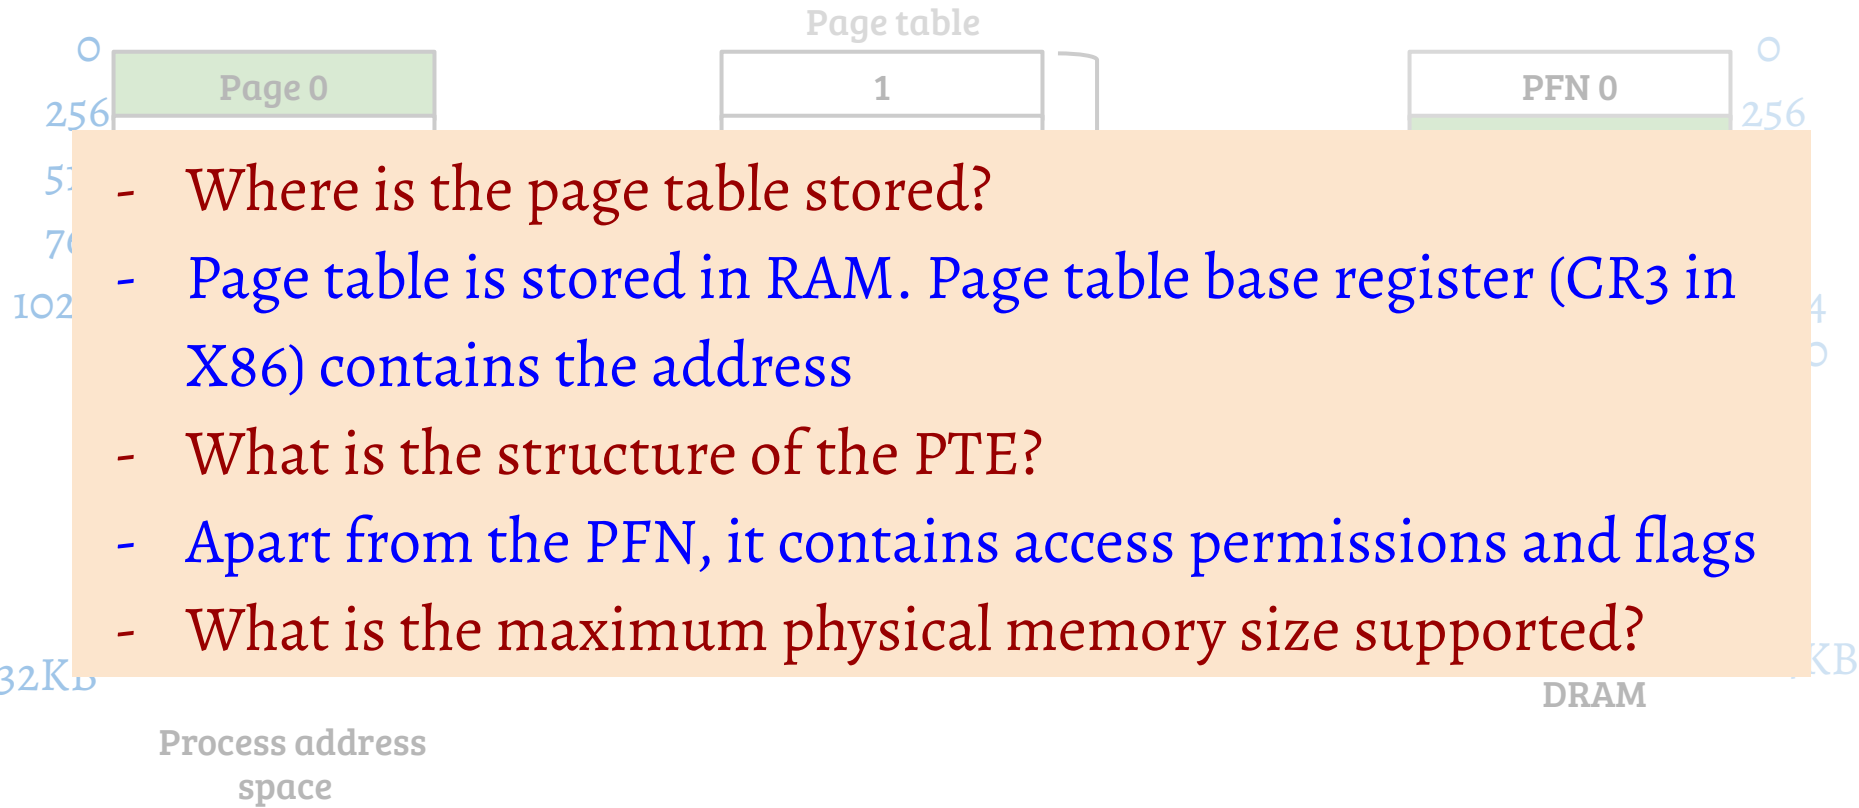 Page table
0
Page 0
1
PFN 0
0
256
256
- Where is the page table stored?
- Page table is stored in RAM. Page table base register (CR3 in
X86) contains the address
- What is the structure of the PTE?
- Apart from the PFN, it contains access permissions and flags
- What is the maximum physical memory size supported?
DRAM
Process address
space